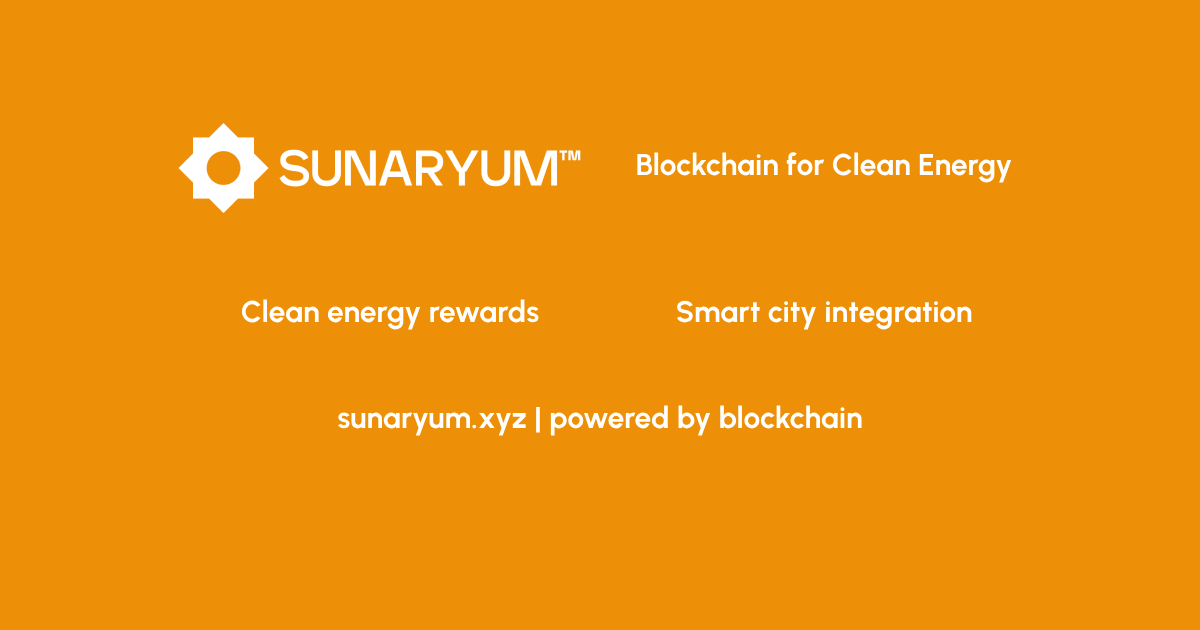 SUNARYUM™ Blockchain for Clean Energy
Clean energy rewards Smart city integration
sunaryum.xyz | powered by blockchain